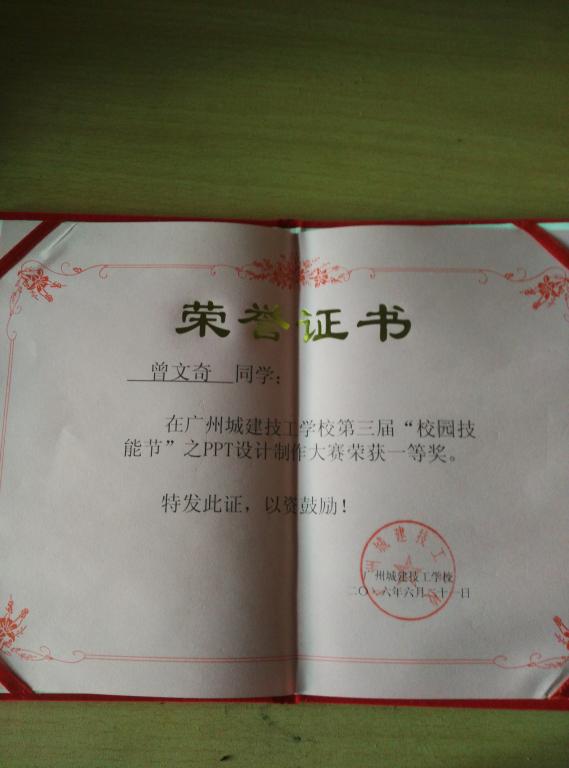 荣誉证书
曾文奇 同学：
在广州城建技工学校第三届“校园技
能节”之PPT设计制作大赛荣获一等奖。
特发此证，以资鼓励！
广州城建技工学校
二〇一六年六月二十一日